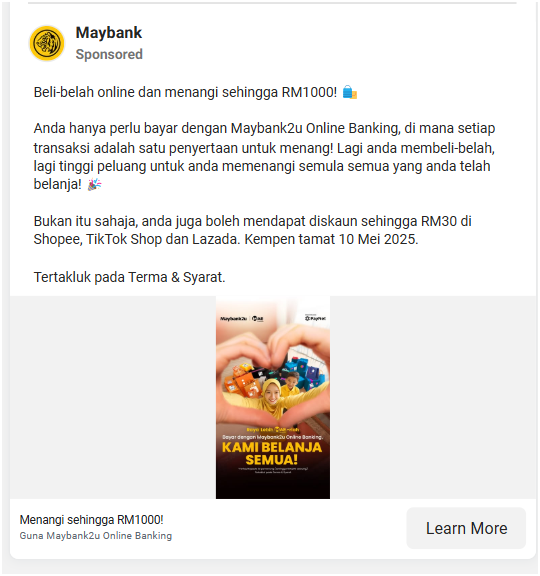 Maybank
Sponsored
Beli-belah online dan menangi sehingga RM1000! 🛍️
Anda hanya perlu bayar dengan Maybank2u Online Banking, di mana setiap
transaksi adalah satu penyertaan untuk menang! Lagi anda membeli-belah,
lagi tinggi peluang untuk anda memenangi semula semua yang anda telah
belanja! 🎉
Bukan itu sahaja, anda juga boleh mendapat diskaun sehingga RM30 di
Shopee, TikTok Shop dan Lazada. Kempen tamat 10 Mei 2025.
Tertakluk pada Terma & Syarat.
Maybank2u
PayNet
Bayar dengan Maybank2u Online Banking,
KAMI BELANJA
SEMUA!
Menangi sehingga RM1000!
Guna Maybank2u Online Banking
Learn More